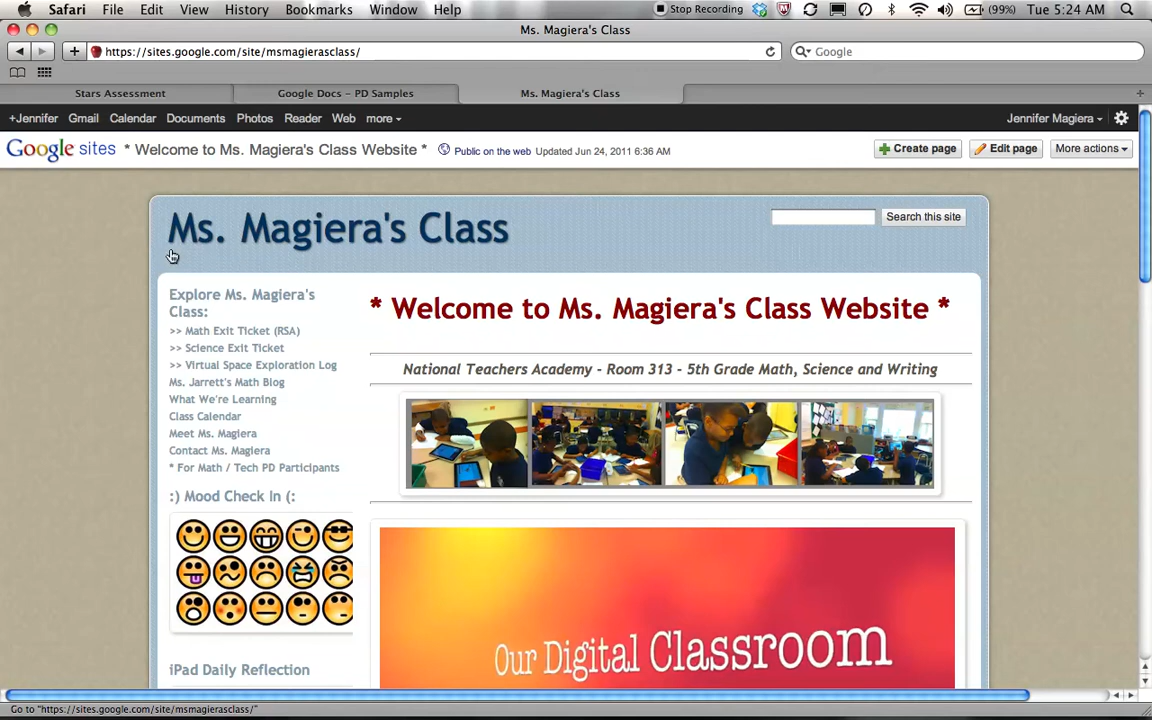 Safari File Edit View History Bookmarks Window Help Stop Recording (99%) Tue 5:24 AM
Ms. Magiera's Class
https://sites.google.com/site/msmagierasclass/ Google
Stars Assessment Google Docs - PD Samples Ms. Magiera's Class
+Jennifer Gmail Calendar Documents Photos Reader Web more Jennifer Magiera
Google sites * Welcome to Ms. Magiera's Class Website * Public on the web Updated Jun 24, 2011 6:36 AM Create page Edit page More actions
Ms. Magiera's Class Search this site
Explore Ms. Magiera's
Class:
>> Math Exit Ticket (RSA)
>> Science Exit Ticket
>> Virtual Space Exploration Log
Ms. Jarrett's Math Blog
What We're Learning
Class Calendar
Meet Ms. Magiera
Contact Ms. Magiera
* For Math / Tech PD Participants
:) Mood Check In (:
iPad Daily Reflection
* Welcome to Ms. Magiera's Class Website *
National Teachers Academy - Room 313 - 5th Grade Math, Science and Writing
Our Digital Classroom
Go to "https://sites.google.com/site/msmagierasclass/"